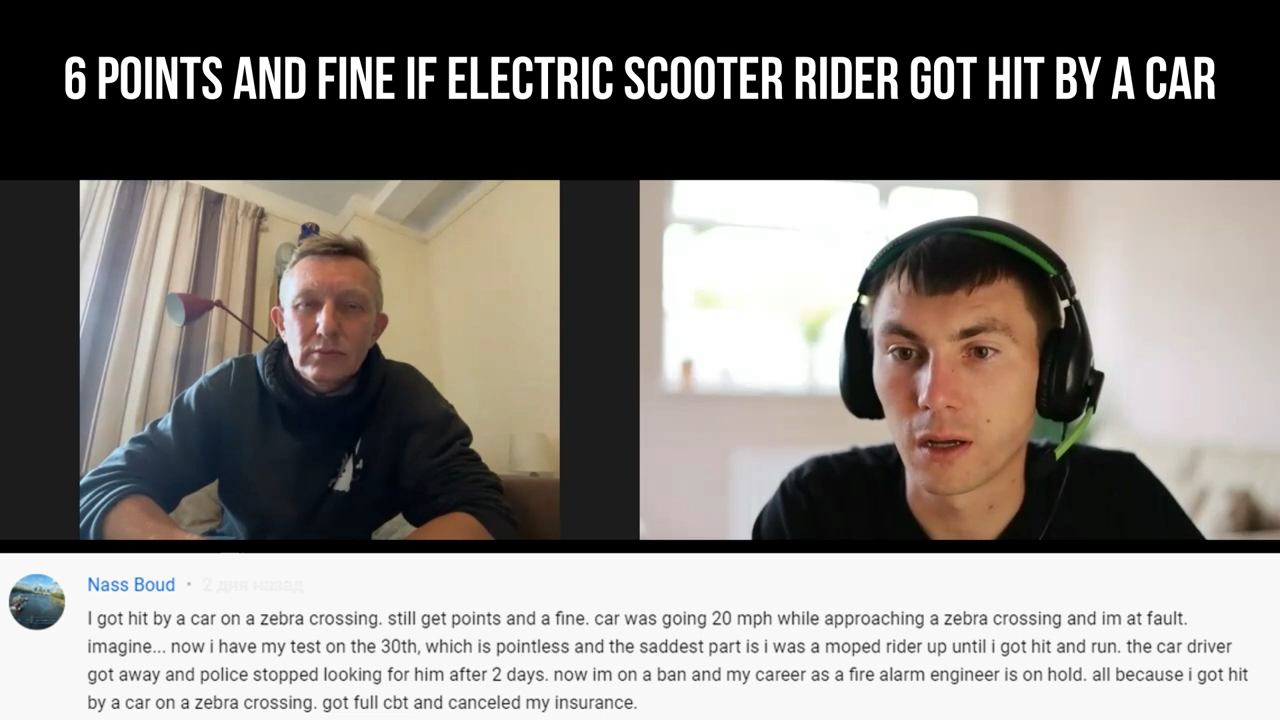 6 POINTS AND FINE IF ELECTRIC SCOOTER RIDER GOT HIT BY A CAR
Nass Boud • 2 дня назад
I got hit by a car on a zebra crossing. still get points and a fine. car was going 20 mph while approaching a zebra crossing and im at fault.
imagine... now i have my test on the 30th, which is pointless and the saddest part is i was a moped rider up until i got hit and run. the car driver
got away and police stopped looking for him after 2 days. now im on a ban and my career as a fire alarm engineer is on hold. all because i got hit
by a car on a zebra crossing. got full cbt and canceled my insurance.